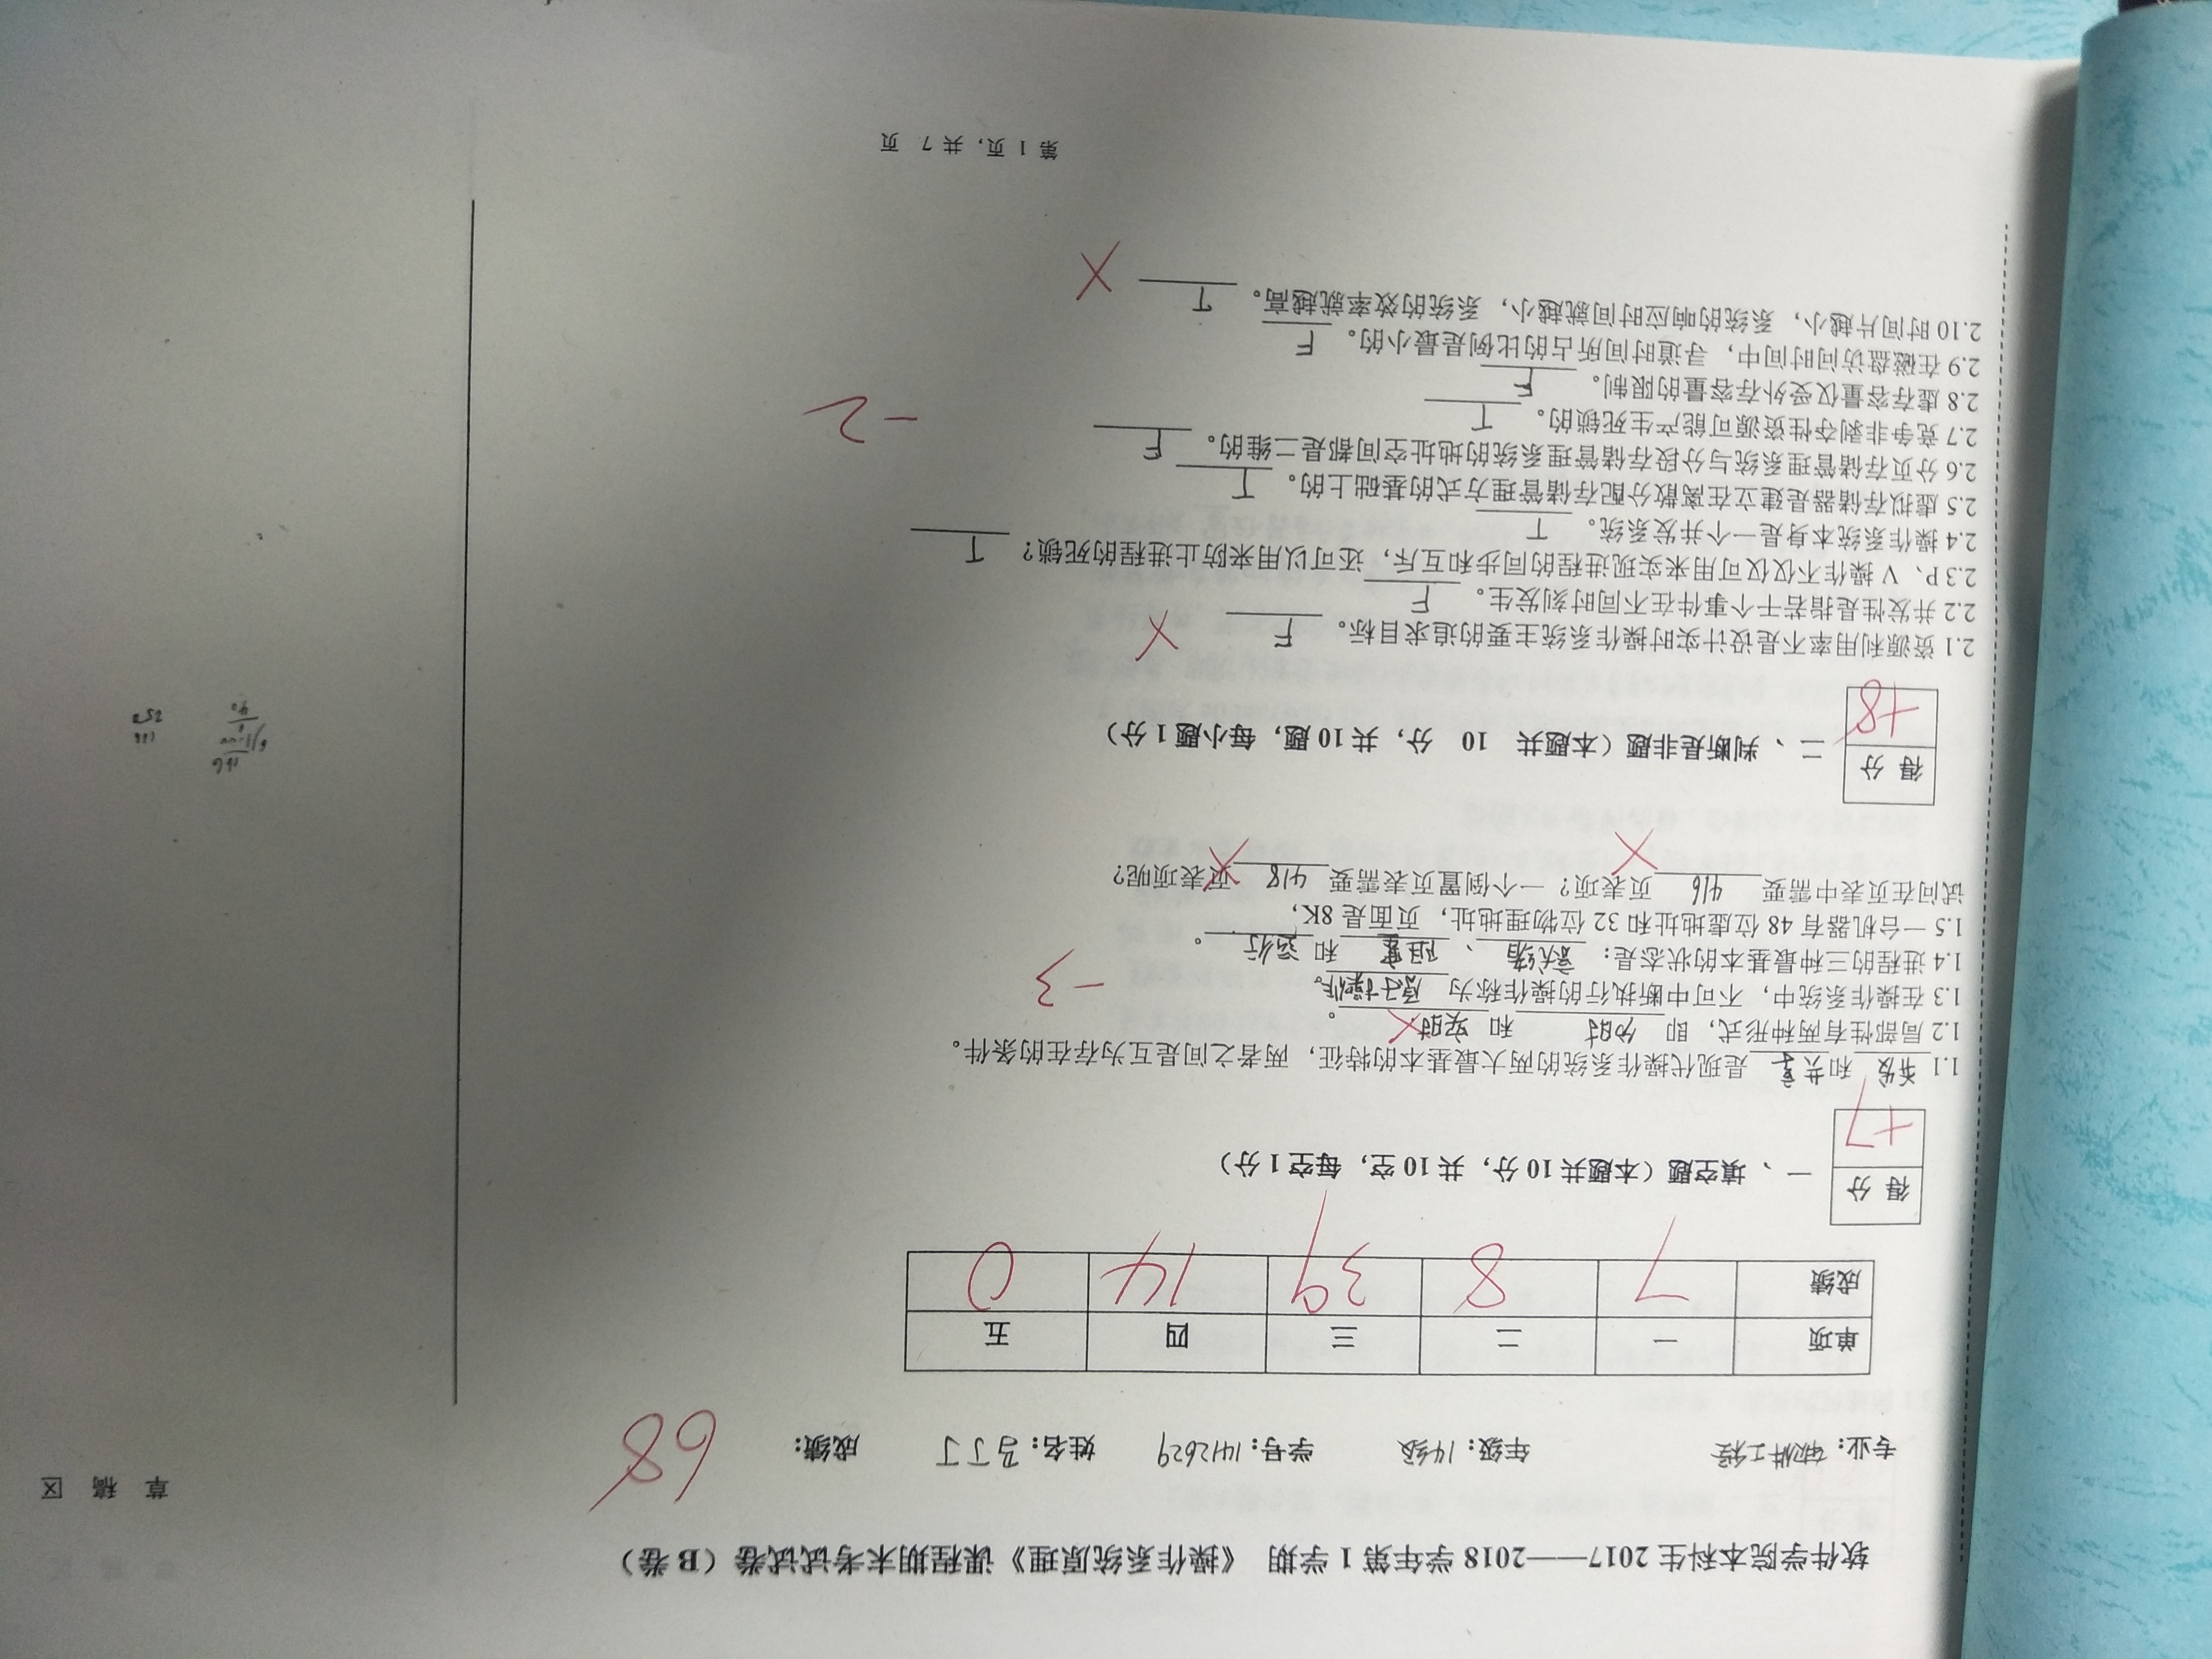 软件学院本科生 2017——2018 学年第 1 学期 《操作系统原理》课程期末考试试卷（B 卷）
草 稿 区
专业：软件工程 年级：14级 学号：1412629 姓名：马丁丁 成绩： 68
单项 一 二 三 四 五
成绩 7 8 39 14 0
得 分
+7
一 、填空题（本题共 10 分，共 10 空，每空 1 分）
1.1 并发 和 共享 是现代操作系统的两大最基本的特征，两者之间是互为存在的条件。
1.2 局部性有两种形式，即 分时 和 实时 。
1.3 在操作系统中，不可中断执行的操作称为 原子操作。
-3
1.4 进程的三种最基本的状态是： 就绪 、 阻塞 和 运行 。
1.5 一台机器有 48 位虚地址和 32 位物理地址，页面是 8K，
试问在页表中需要 416 页表项？一个倒置页表需要 418 页表项呢？
得 分
+8
二 、判断是非题（本题共 10 分，共 10 题，每小题 1 分）
2.1 资源利用率不是设计实时操作系统主要的追求目标。 F
2.2 并发性是指若干个事件在不同时刻发生。 F
2.3 P、V 操作不仅仅可用来实现进程的同步和互斥，还可以用来防止进程的死锁？ T
2.4 操作系统本身是一个并发系统。 T
2.5 虚拟存储器是建立在离散分配存储管理方式的基础上的。 T
2.6 分页存储管理系统与分段存储管理系统的地址空间都是二维的。 F
2.7 竞争非剥夺性资源可能产生死锁的。 T
-2
2.8 虚存容量仅受外存容量的限制。 F
2.9 在磁盘访问时间中，寻道时间所占的比例是最小的。 F
2.10 时间片越小，系统的响应时间就越小，系统的效率就越高。 T
第 1 页，共 7 页